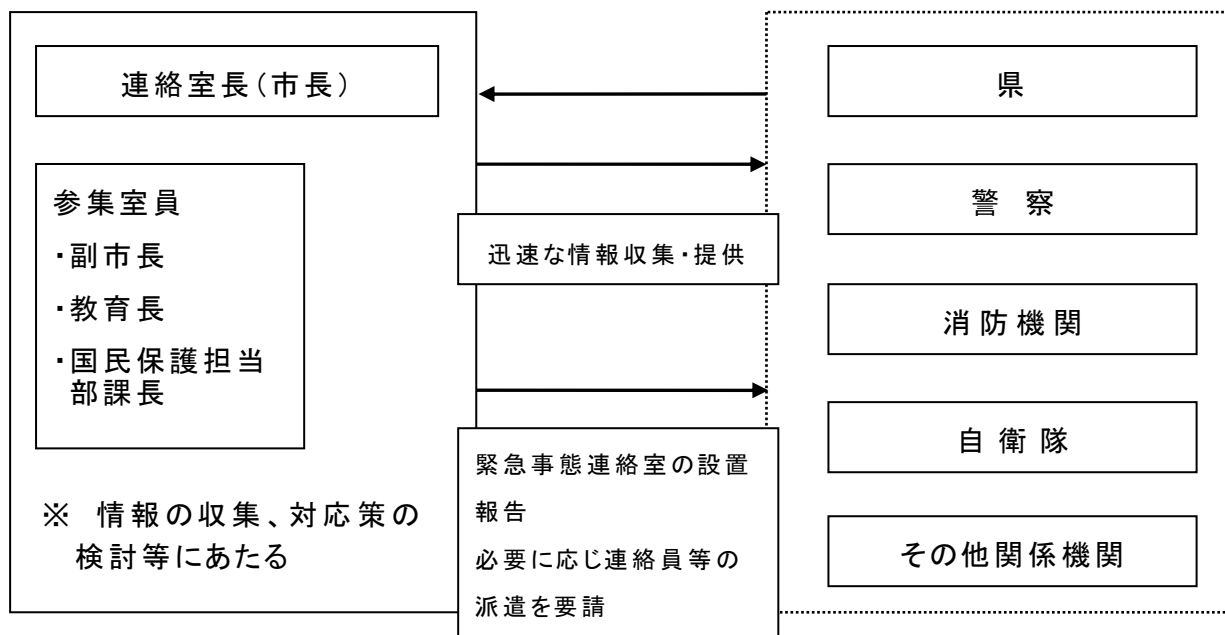 連絡室長(市長)
参集室員
・副市長
・教育長
・国民保護担当
部課長
※ 情報の収集、対応策の
検討等にあたる
迅速な情報収集・提供
緊急事態連絡室の設置
報告
必要に応じ連絡員等の
派遣を要請
県
警 察
消防機関
自衛隊
その他関係機関